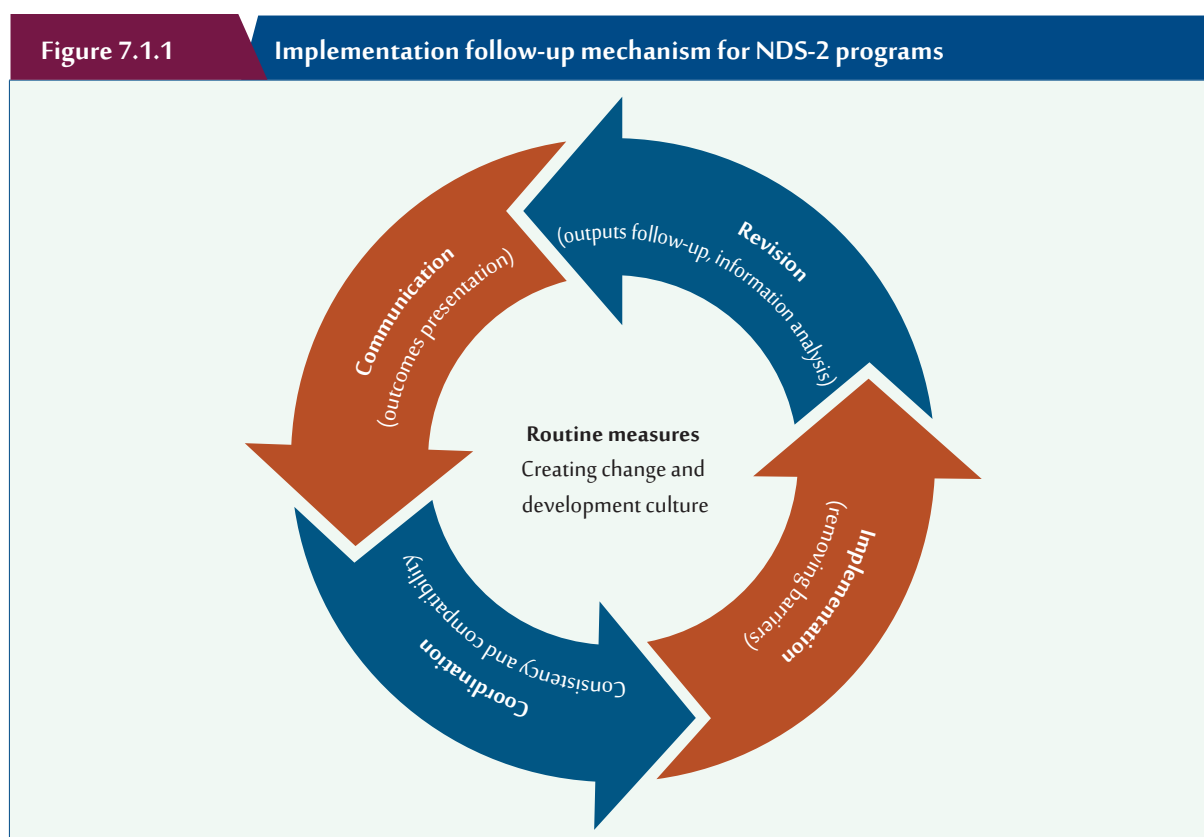 Figure 7.1.1
Implementation follow-up mechanism for NDS-2 programs
Revision
(outputs follow-up, information analysis)
Communication
(outcomes presentation)
Routine measures
Creating change and
development culture
Coordination
Consistency and compatibility
Implementation
(removing barriers)